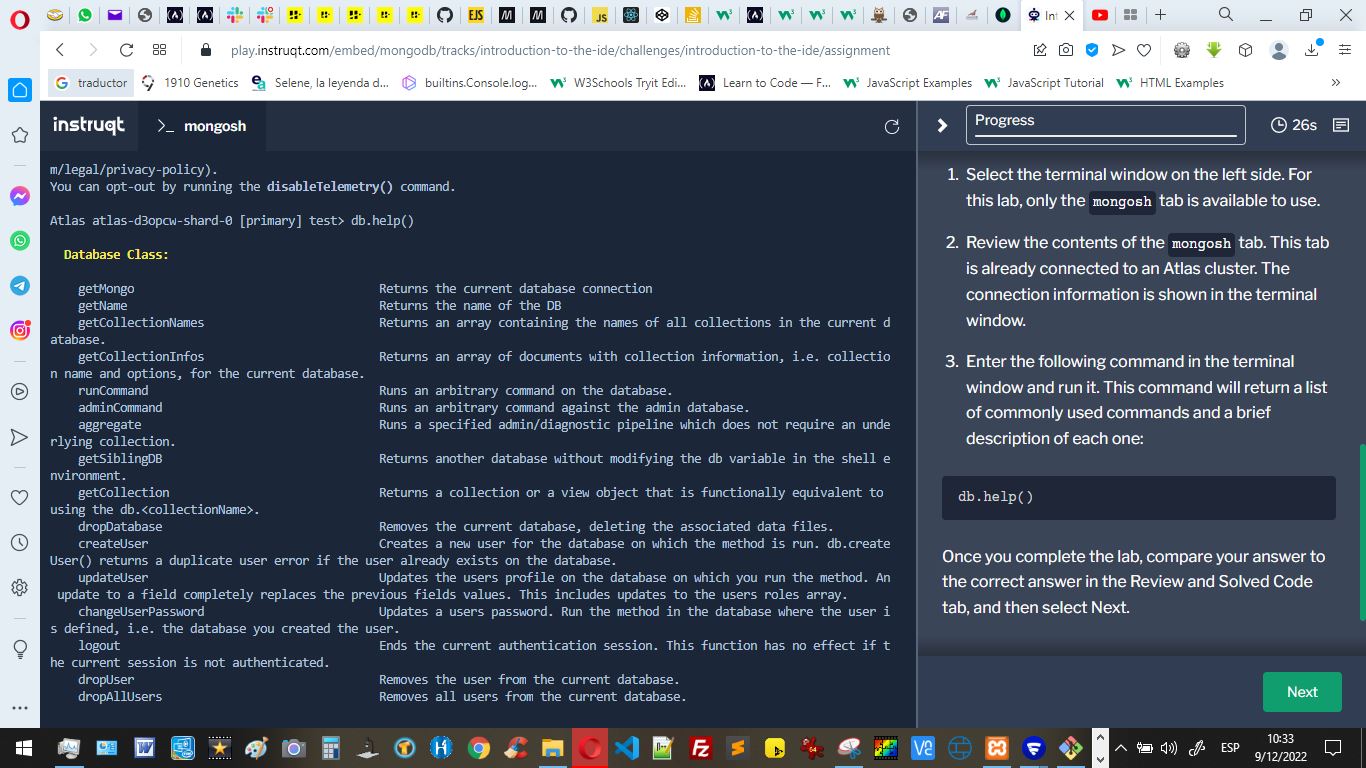 Int
play.instruqt.com/embed/mongodb/tracks/introduction-to-the-ide/challenges/introduction-to-the-ide/assignment
traductor
1910 Genetics
Selene, la leyenda d...
builtins.Console.log...
W3Schools Tryit Edi...
Learn to Code — F...
JavaScript Examples
JavaScript Tutorial
HTML Examples
instruqt
>_ mongosh
m/legal/privacy-policy).
You can opt-out by running the disableTelemetry() command.
Atlas atlas-d3opcw-shard-0 [primary] test> db.help()
Database Class:
getMongo Returns the current database connection
getName Returns the name of the DB
getCollectionNames Returns an array containing the names of all collections in the current d
atabase.
getCollectionInfos Returns an array of documents with collection information, i.e. collectio
n name and options, for the current database.
runCommand Runs an arbitrary command on the database.
adminCommand Runs an arbitrary command against the admin database.
aggregate Runs a specified admin/diagnostic pipeline which does not require an unde
rlying collection.
getSiblingDB Returns another database without modifying the db variable in the shell e
nvironment.
getCollection Returns a collection or a view object that is functionally equivalent to
using the db.<collectionName>.
dropDatabase Removes the current database, deleting the associated data files.
createUser Creates a new user for the database on which the method is run. db.create
User() returns a duplicate user error if the user already exists on the database.
updateUser Updates the users profile on the database on which you run the method. An
update to a field completely replaces the previous fields values. This includes updates to the users roles array.
changeUserPassword Updates a users password. Run the method in the database where the user i
s defined, i.e. the database you created the user.
logout Ends the current authentication session. This function has no effect if t
he current session is not authenticated.
dropUser Removes the user from the current database.
dropAllUsers Removes all users from the current database.
Progress
26s
1. Select the terminal window on the left side. For
this lab, only the mongosh tab is available to use.
2. Review the contents of the mongosh tab. This tab
is already connected to an Atlas cluster. The
connection information is shown in the terminal
window.
3. Enter the following command in the terminal
window and run it. This command will return a list
of commonly used commands and a brief
description of each one:
db.help()
Once you complete the lab, compare your answer to
the correct answer in the Review and Solved Code
tab, and then select Next.
Next
ESP
10:33
9/12/2022